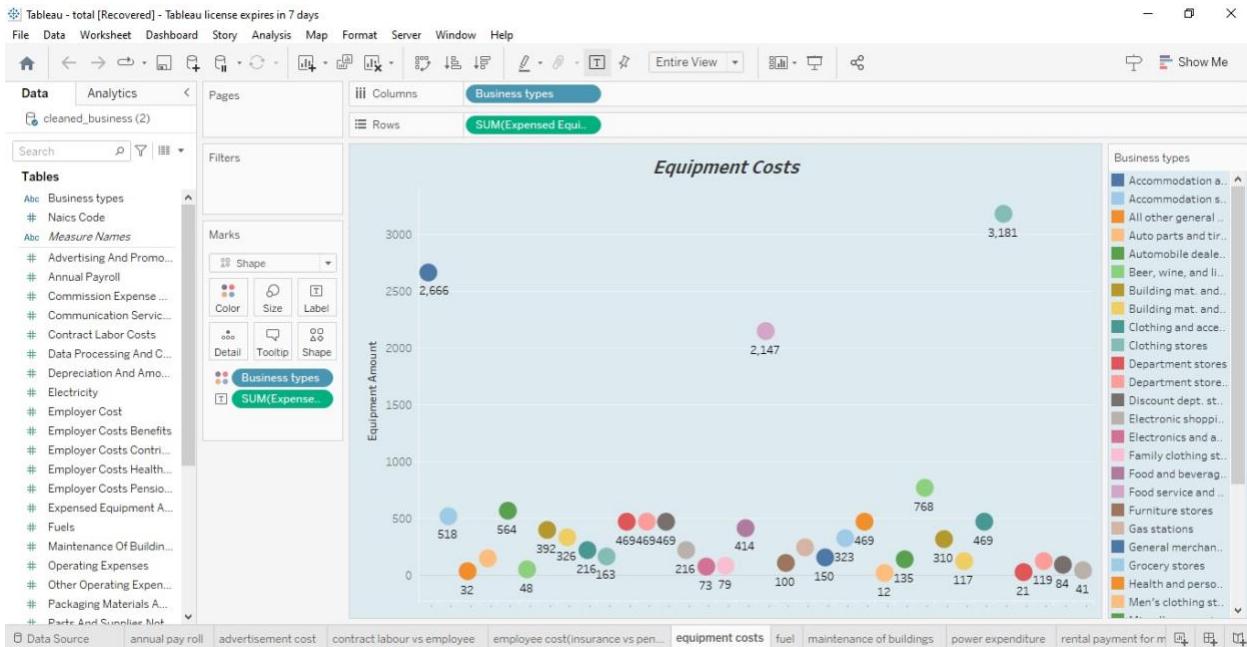 Tableau - total [Recovered] - Tableau license expires in 7 days
File Data Worksheet Dashboard Story Analysis Map Format Server Window Help
Entire View
Show Me
Data Analytics
Pages
Columns
Business types
cleaned_business (2)
Rows
SUM(Expensed Equi..
Search
Filters
Tables
Abc Business types
# Naics Code
Abc Measure Names
# Advertising And Promo...
# Annual Payroll
# Commission Expense ...
# Communication Servic...
# Contract Labor Costs
# Data Processing And C...
# Depreciation And Amo...
# Electricity
# Employer Cost
# Employer Costs Benefits
# Employer Costs Contri...
# Employer Costs Health...
# Employer Costs Pensio...
# Expensed Equipment A...
# Fuels
# Maintenance Of Buildin...
# Operating Expenses
# Other Operating Expen...
# Packaging Materials A...
# Parts And Supplies Not
Marks
Shape
Color Size Label
Detail Tooltip Shape
Business types
SUM(Expense..
Equipment Costs
Equipment Amount
3000
2500
2000
1500
1000
500
0
2,666
518
32
564
48
392
326
216
163
469
469
469
216
73
79
414
2,147
100
150
323
469
12
135
768
310
117
469
3,181
21
119
84
41
Business types
Accommodation a..
Accommodation s..
All other general ..
Auto parts and tir..
Automobile deale..
Beer, wine, and li..
Building mat. and..
Building mat. and..
Clothing and acce..
Clothing stores
Department stores
Department store..
Discount dept. st..
Electronic shoppi..
Electronics and a..
Family clothing st..
Food and beverag..
Food service and ..
Furniture stores
Gas stations
General merchan..
Grocery stores
Health and perso..
Men's clothing st..
Data Source annual pay roll advertisement cost contract labour vs employee employee cost(insurance vs pen... equipment costs fuel maintenance of buildings power expenditure rental payment for m